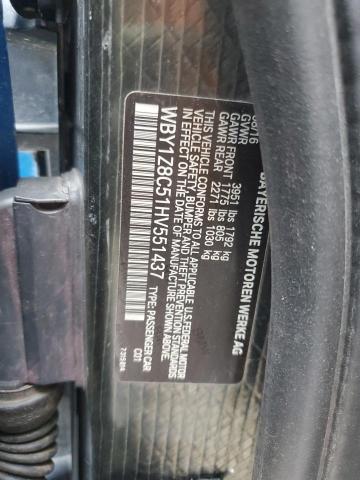 BAYERISCHE MOTOREN WERKE AG
08/16
GVWR 3951 lbs 1792 kg
GAWR FRONT 1775 lbs 805 kg
GAWR REAR 2271 lbs 1030 kg
THIS VEHICLE CONFORMS TO ALL APPLICABLE U.S. FEDERAL MOTOR
VEHICLE SAFETY, BUMPER AND THEFT PREVENTION STANDARDS
IN EFFECT ON THE DATE OF MANUFACTURE SHOWN ABOVE.
WBY1Z8C51HV551437
TYPE: PASSENGER CAR
C01